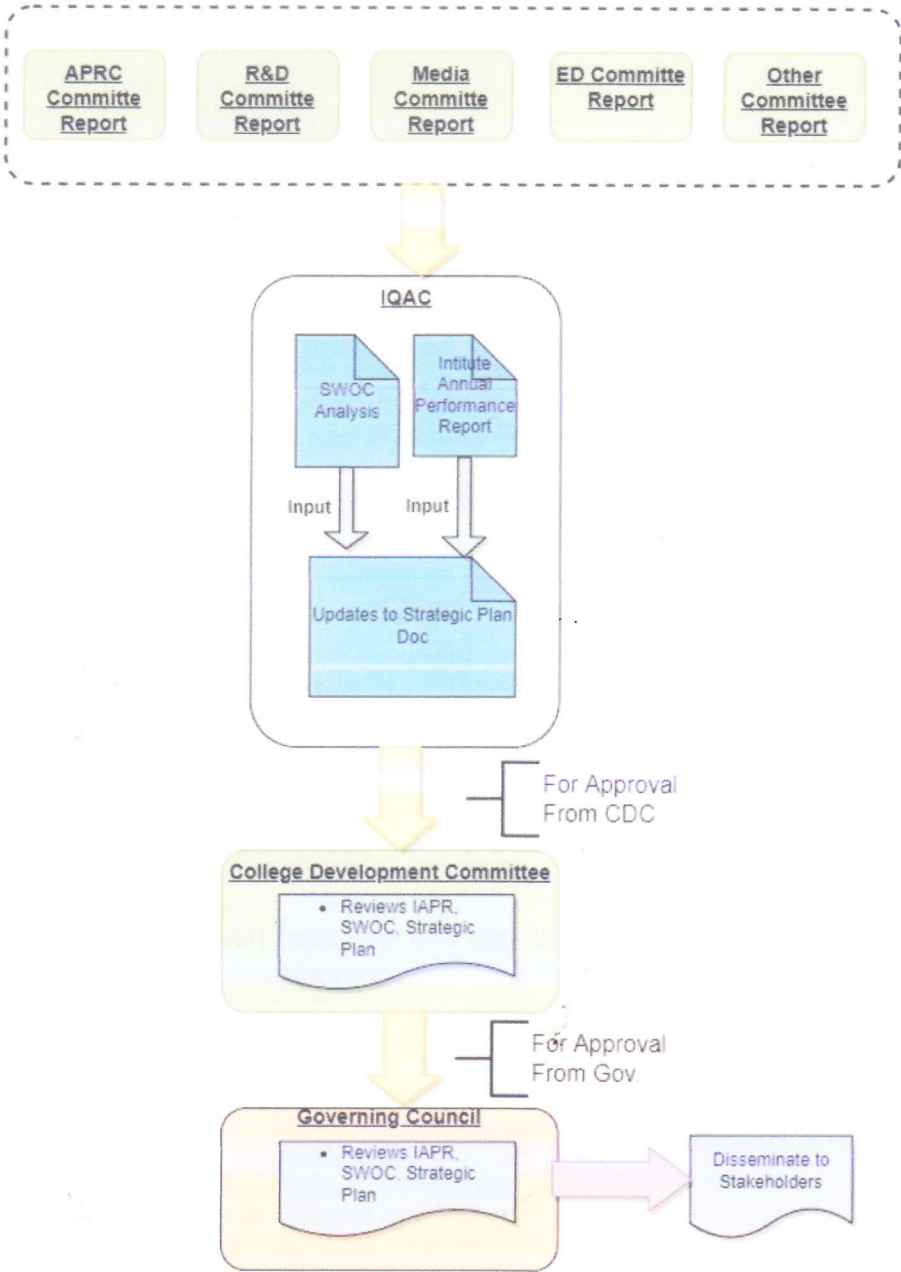 APRC
Committe
Report
R&D
Committe
Report
Media
Committe
Report
ED Committe
Report
Other
Committee
Report
IQAC
SWOC
Analysis
Intitute
Annual
Performance
Report
Input
Input
Updates to Strategic Plan
Doc
For Approval
From CDC
College Development Committee
• Reviews IAPR,
SWOC, Strategic
Plan
For Approval
From Gov.
Governing Council
• Reviews IAPR,
SWOC, Strategic
Plan
Disseminate to
Stakeholders